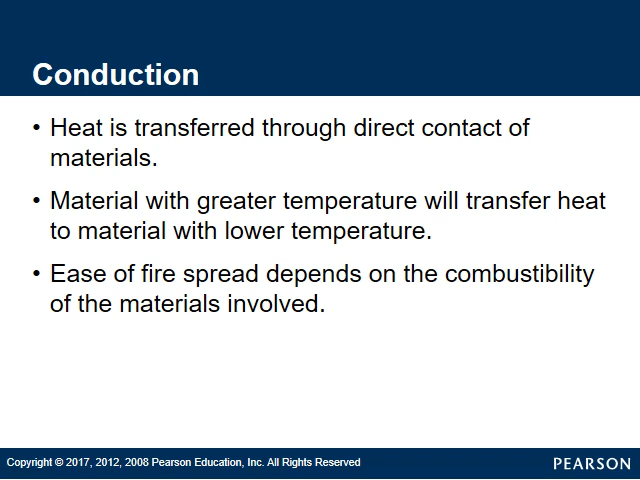 Conduction
• Heat is transferred through direct contact of
materials.
• Material with greater temperature will transfer heat
to material with lower temperature.
• Ease of fire spread depends on the combustibility
of the materials involved.
Copyright © 2017, 2012, 2008 Pearson Education, Inc. All Rights Reserved
PEARSON